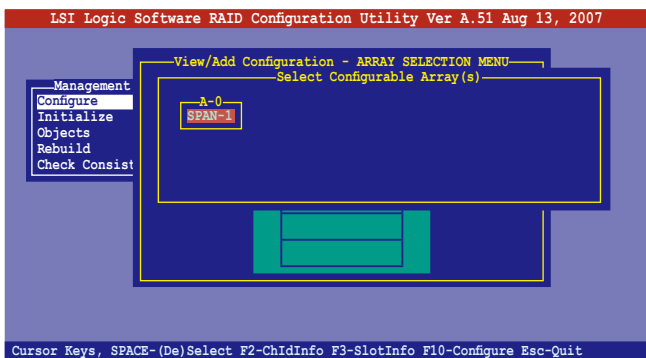 LSI Logic Software RAID Configuration Utility Ver A.51 Aug 13, 2007
View/Add Configuration - ARRAY SELECTION MENU
Select Configurable Array(s)
A-0
SPAN-1
Management
Configure
Initialize
Objects
Rebuild
Check Consist
Cursor Keys, SPACE-(De)Select F2-ChIdInfo F3-SlotInfo F10-Configure Esc-Quit